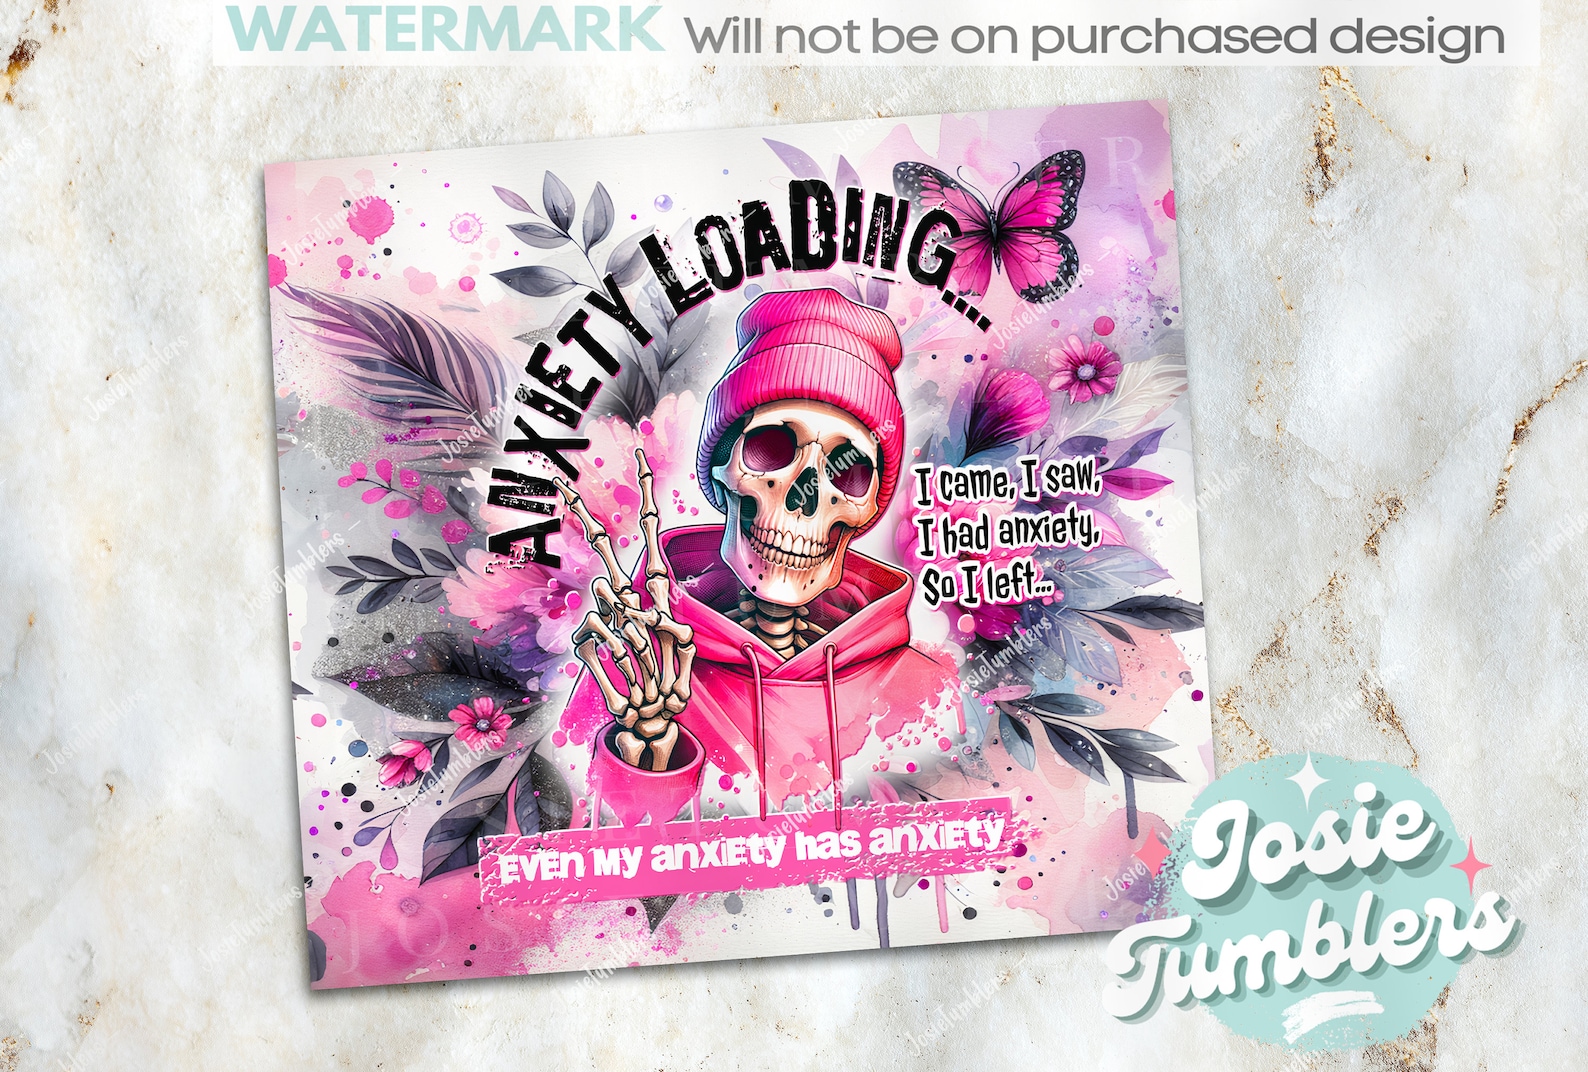 WATERMARK Will not be on purchased design
ANXIETY LOADING...
I came, I saw,
I had anxiety,
So I left...
EVEN MY ANXIETY HAS ANXIETY
Josie
Tumblers